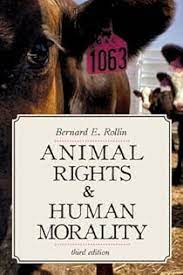 1063
Bernard E. Rollin
ANIMAL
RIGHTS
& HUMAN
MORALITY
third edition